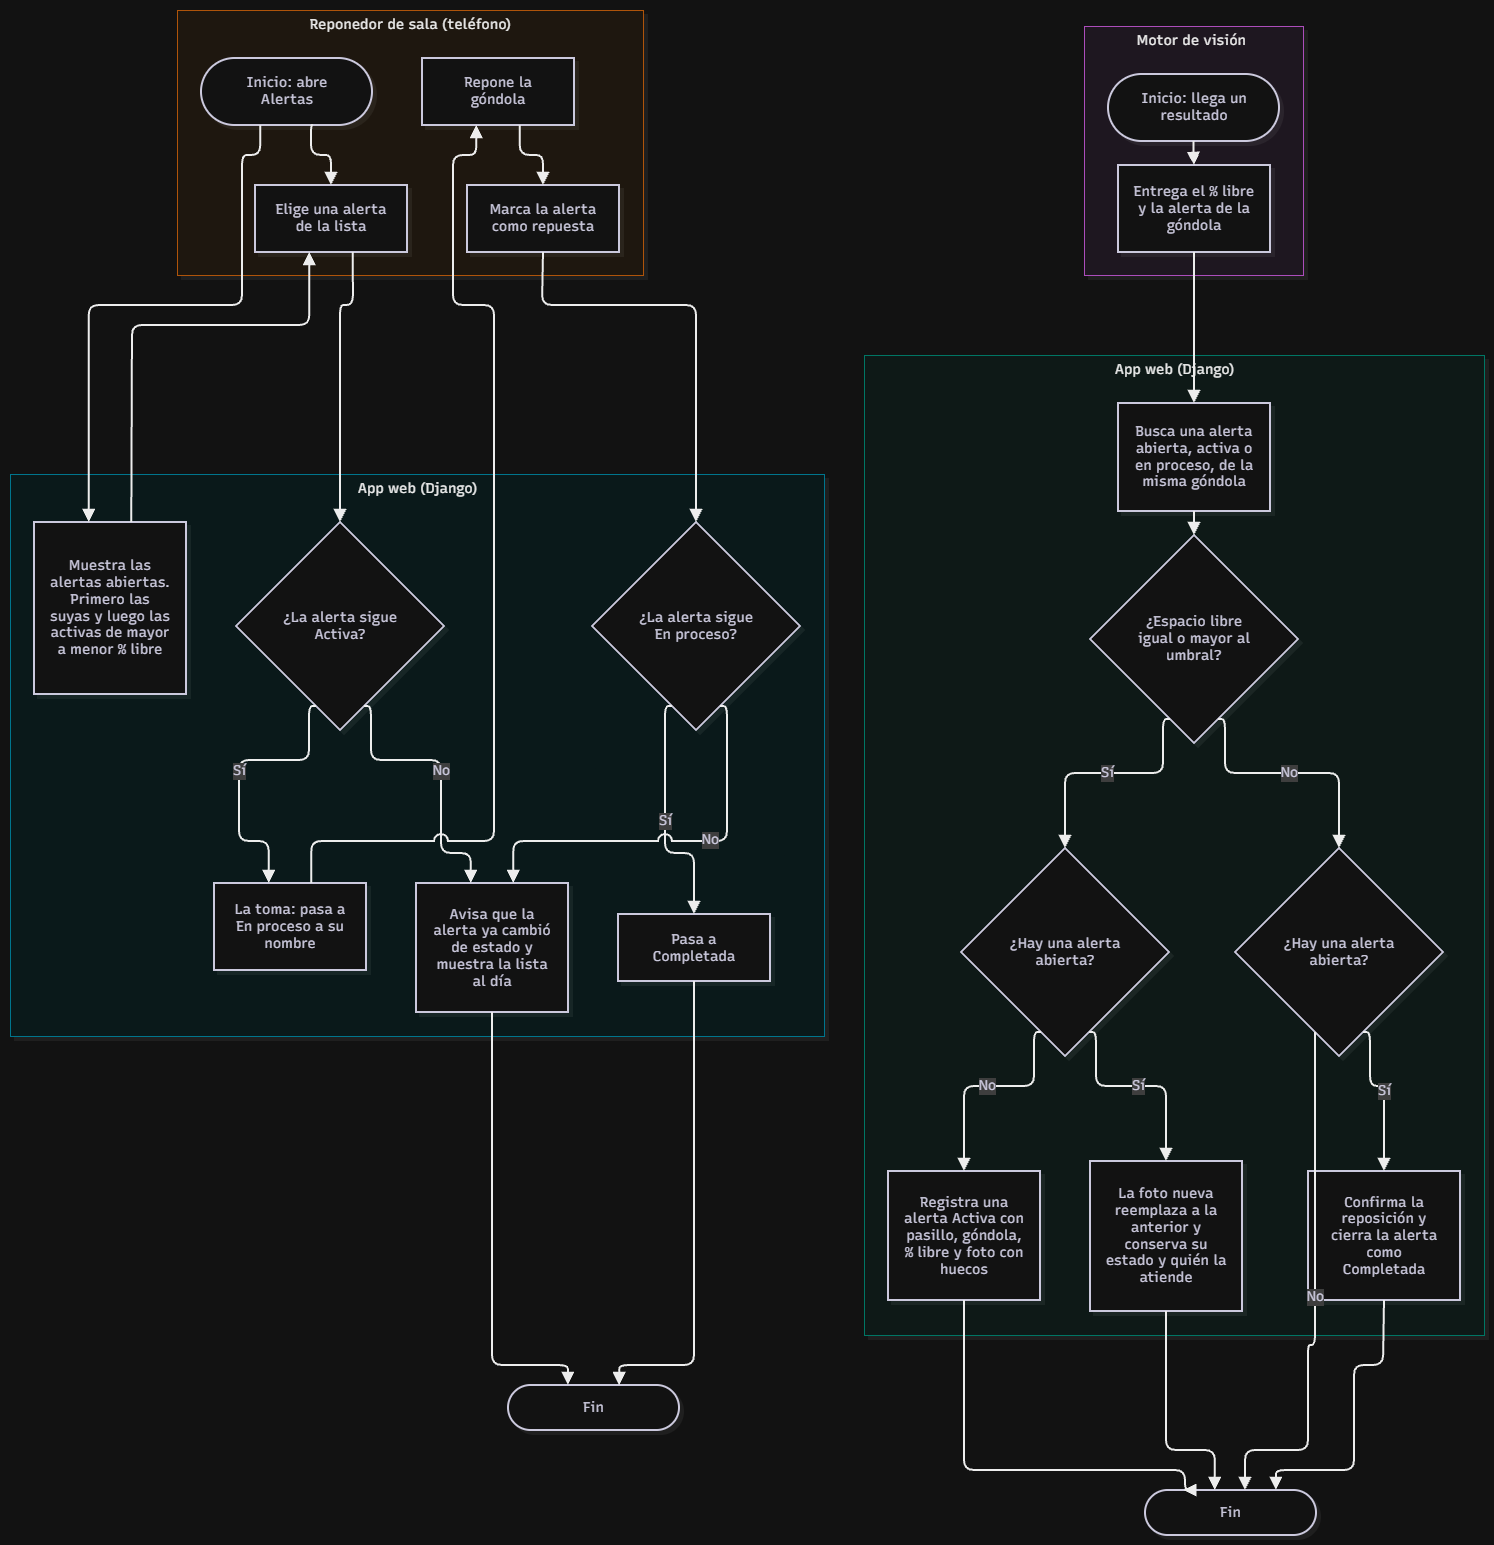 Reponedor de sala (teléfono)
Inicio: abre
Alertas
Repone la
góndola
Elige una alerta
de la lista
Marca la alerta
como repuesta
App web (Django)
Muestra las
alertas abiertas.
Primero las
suyas y luego las
activas de mayor
a menor % libre
¿La alerta sigue
Activa?
¿La alerta sigue
En proceso?
Sí
No
Sí
No
La toma: pasa a
En proceso a su
nombre
Avisa que la
alerta ya cambió
de estado y
muestra la lista
al día
Pasa a
Completada
Fin
Motor de visión
Inicio: llega un
resultado
Entrega el % libre
y la alerta de la
góndola
App web (Django)
Busca una alerta
abierta, activa o
en proceso, de la
misma góndola
¿Espacio libre
igual o mayor al
umbral?
Sí
No
¿Hay una alerta
abierta?
¿Hay una alerta
abierta?
No
Sí
Sí
Registra una
alerta Activa con
pasillo, góndola,
% libre y foto con
huecos
La foto nueva
reemplaza a la
anterior y
conserva su
estado y quién la
atiende
Confirma la
reposición y
cierra la alerta
como
Completada
No
Fin